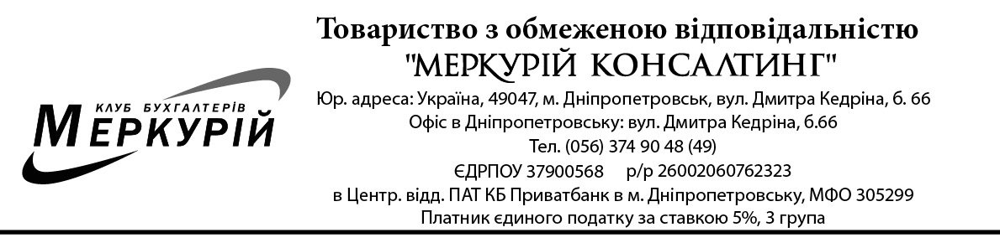 КЛУБ БУХГАЛТЕРІВ
МЕРКУРІЙ
Товариство з обмеженою відповідальністю
"МЕРКУРІЙ КОНСАЛТИНГ"
Юр. адреса: Україна, 49047, м. Дніпропетровськ, вул. Дмитра Кедріна, б. 66
Офіс в Дніпропетровську: вул. Дмитра Кедріна, б.66
Тел. (056) 374 90 48 (49)
ЄДРПОУ 37900568 р/р 26002060762323
в Центр. відд. ПАТ КБ Приватбанк в м. Дніпропетровську, МФО 305299
Платник єдиного податку за ставкою 5%, 3 група